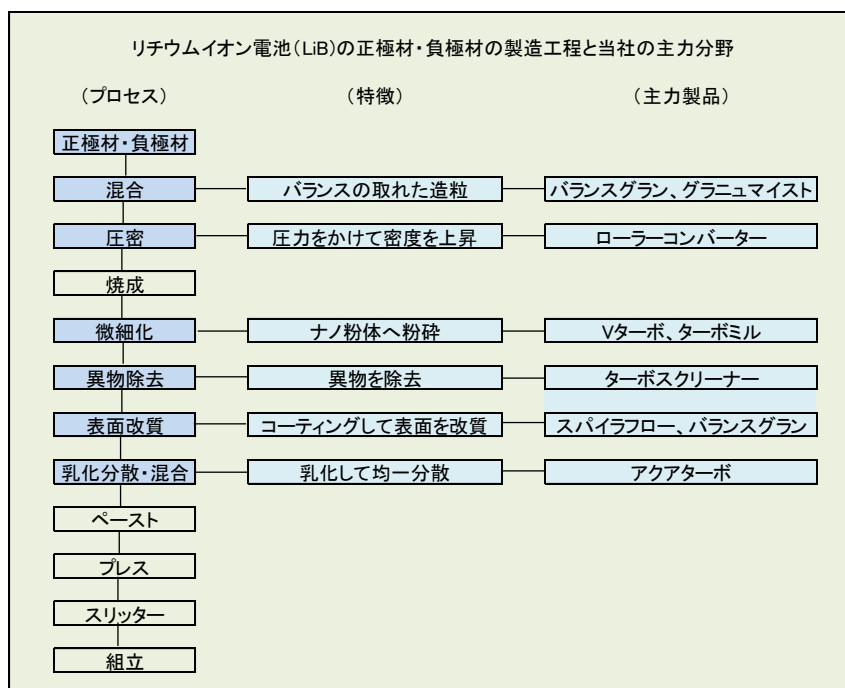 リチウムイオン電池(LiB)の正極材・負極材の製造工程と当社の主力分野
(プロセス) (特徴) (主力製品)
正極材・負極材
混合 バランスの取れた造粒 バランスグラン、グラニュマイスト
圧密 圧力をかけて密度を上昇 ローラーコンバーター
焼成
微細化 ナノ粉体へ粉砕 Vターボ、ターボミル
異物除去 異物を除去 ターボスクリーナー
表面改質 コーティングして表面を改質 スパイラフロー、バランスグラン
乳化分散・混合 乳化して均一分散 アクアターボ
ペースト
プレス
スリッター
組立